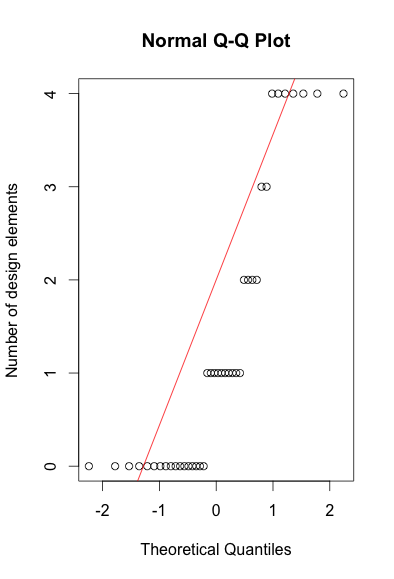 Normal Q-Q Plot
Number of design elements
4
3
2
1
0
-2 -1 0 1 2
Theoretical Quantiles